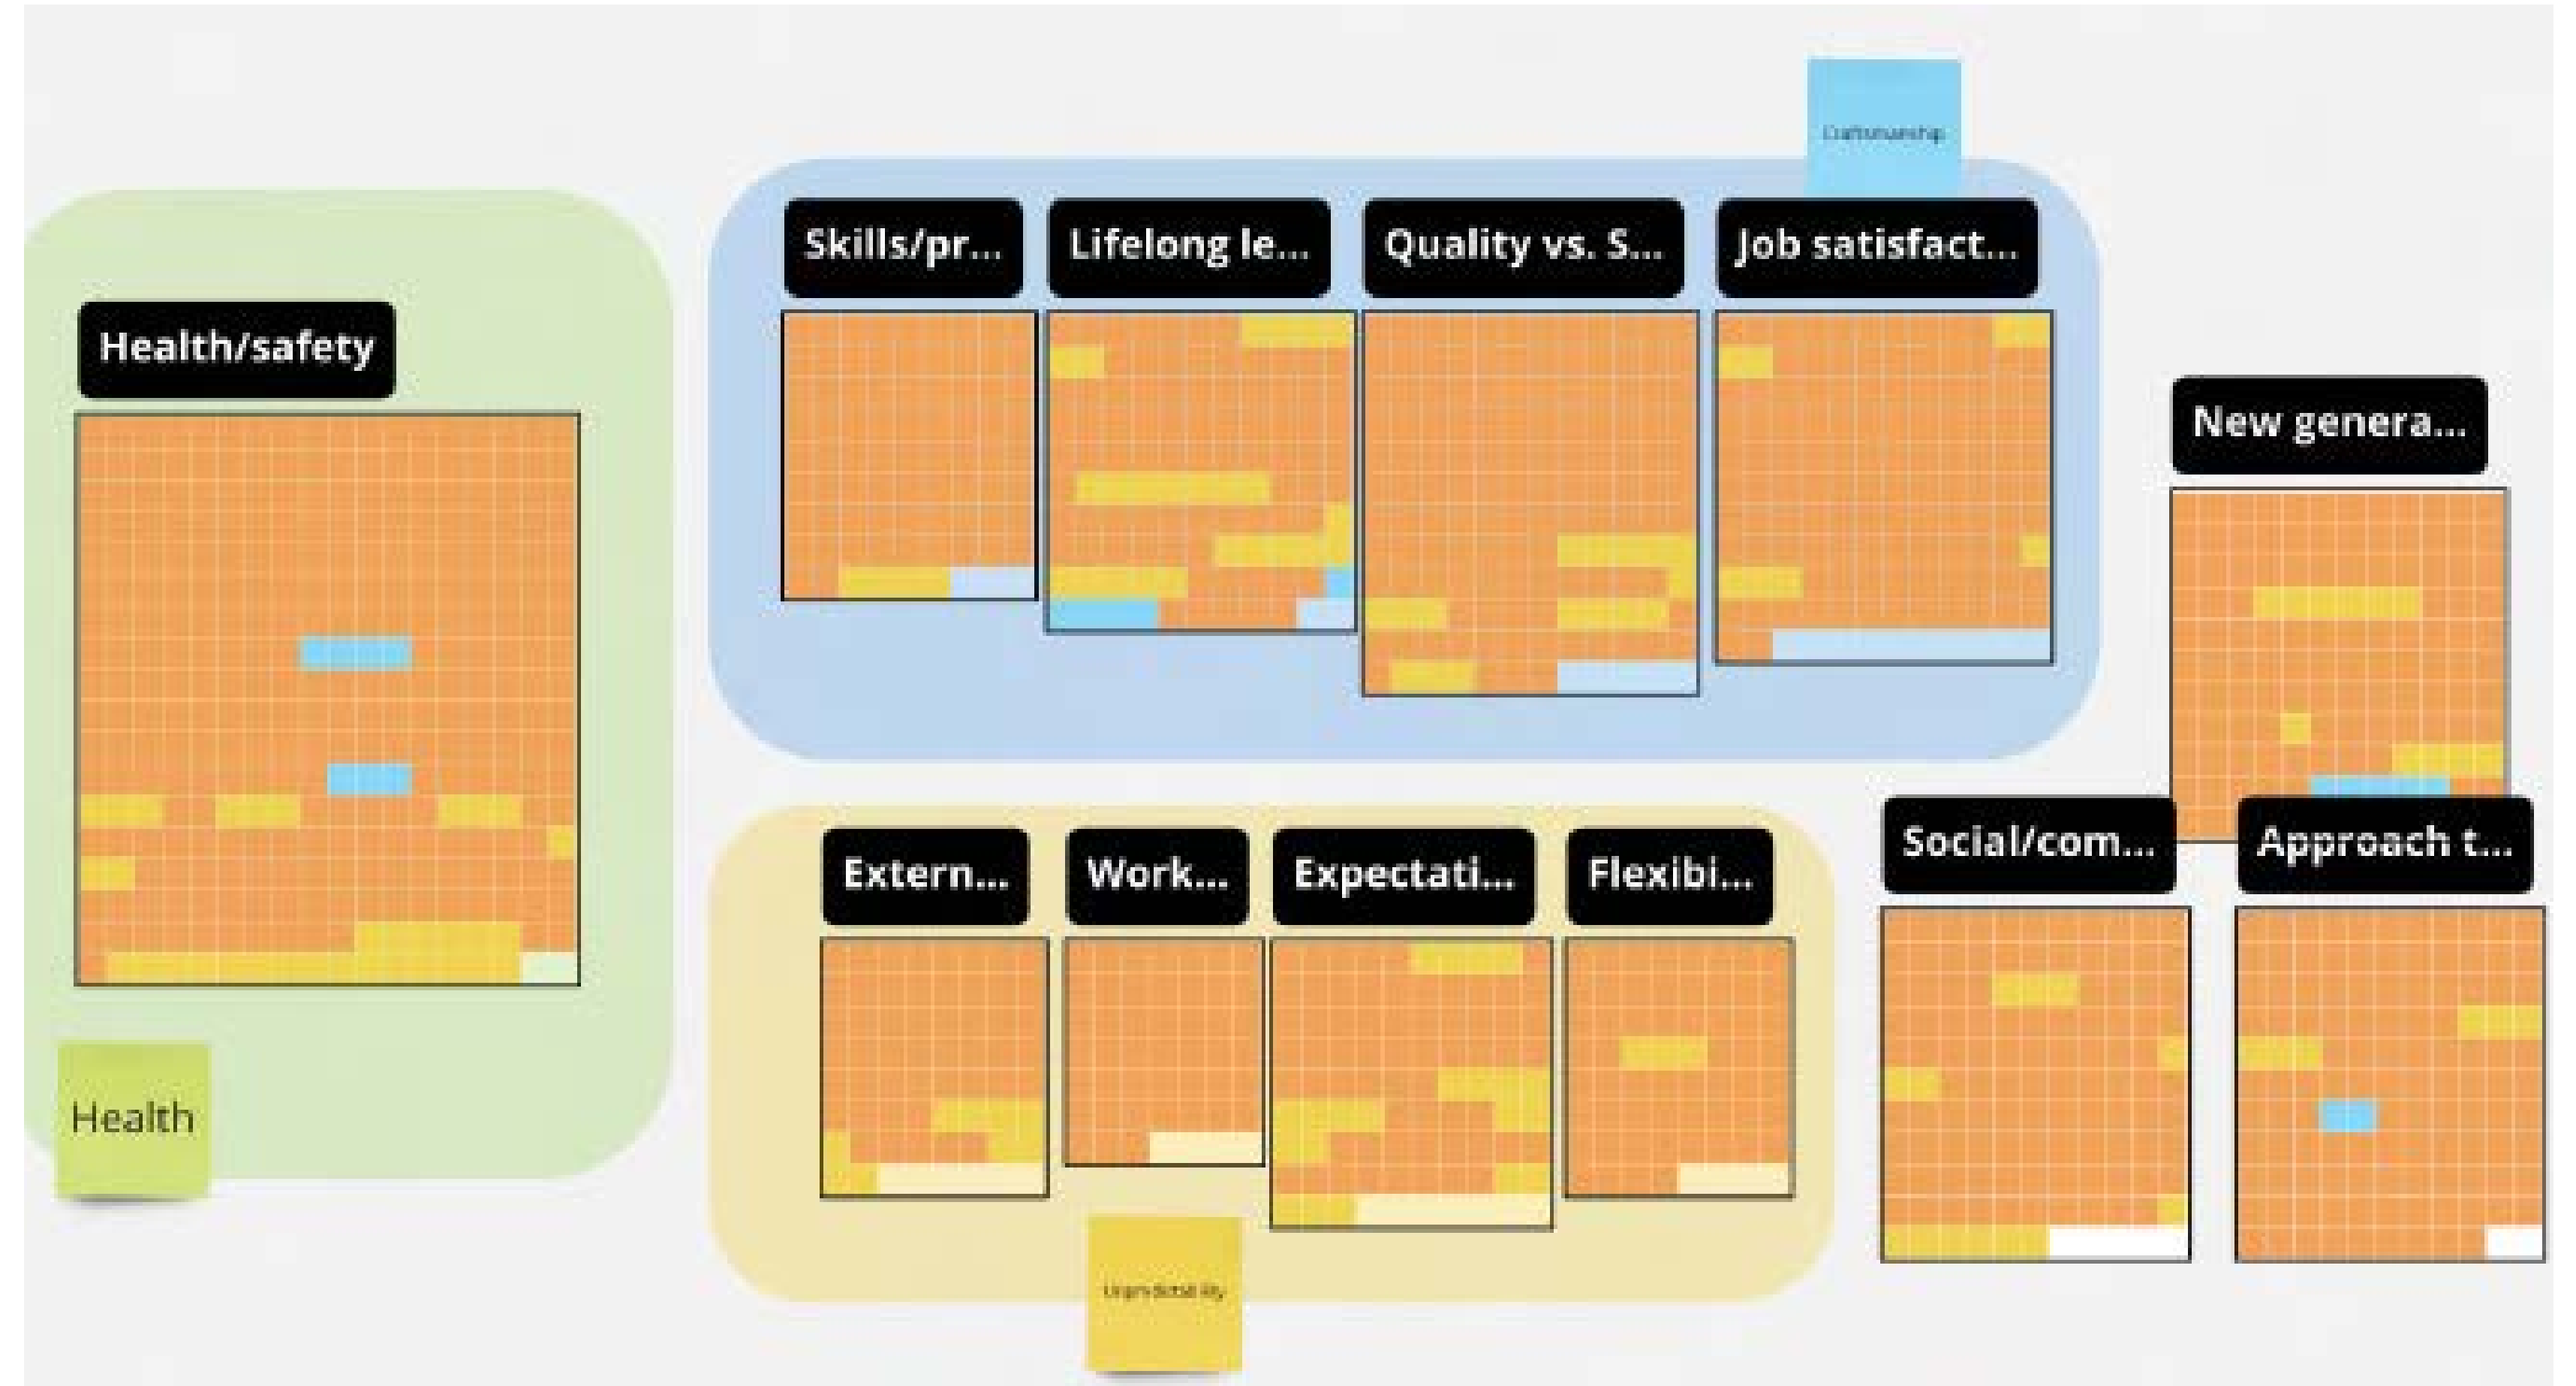 Craftsmanship
Skills/pr...
Lifelong le...
Quality vs. S...
Job satisfact...
Health/safety
New genera...
Social/com...
Approach t...
Extern...
Work...
Expectati...
Flexibi...
Health
Unpredictability